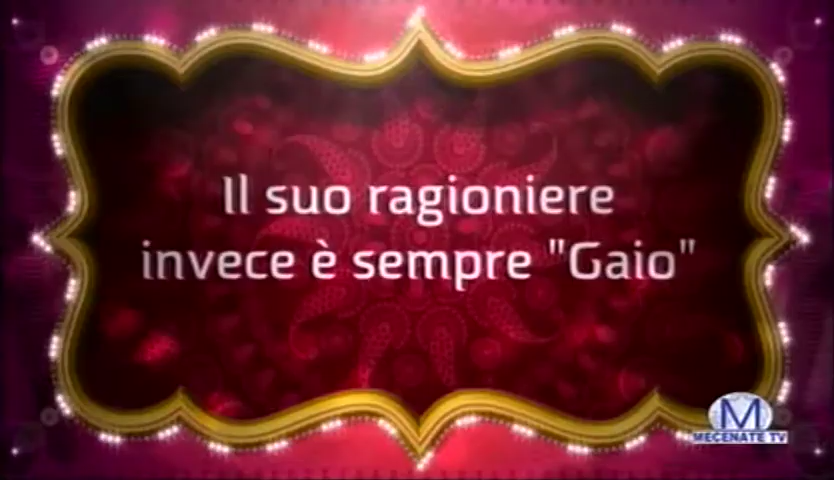 Il suo ragioniere
invece è sempre "Gaio"
M
MECENATE TV